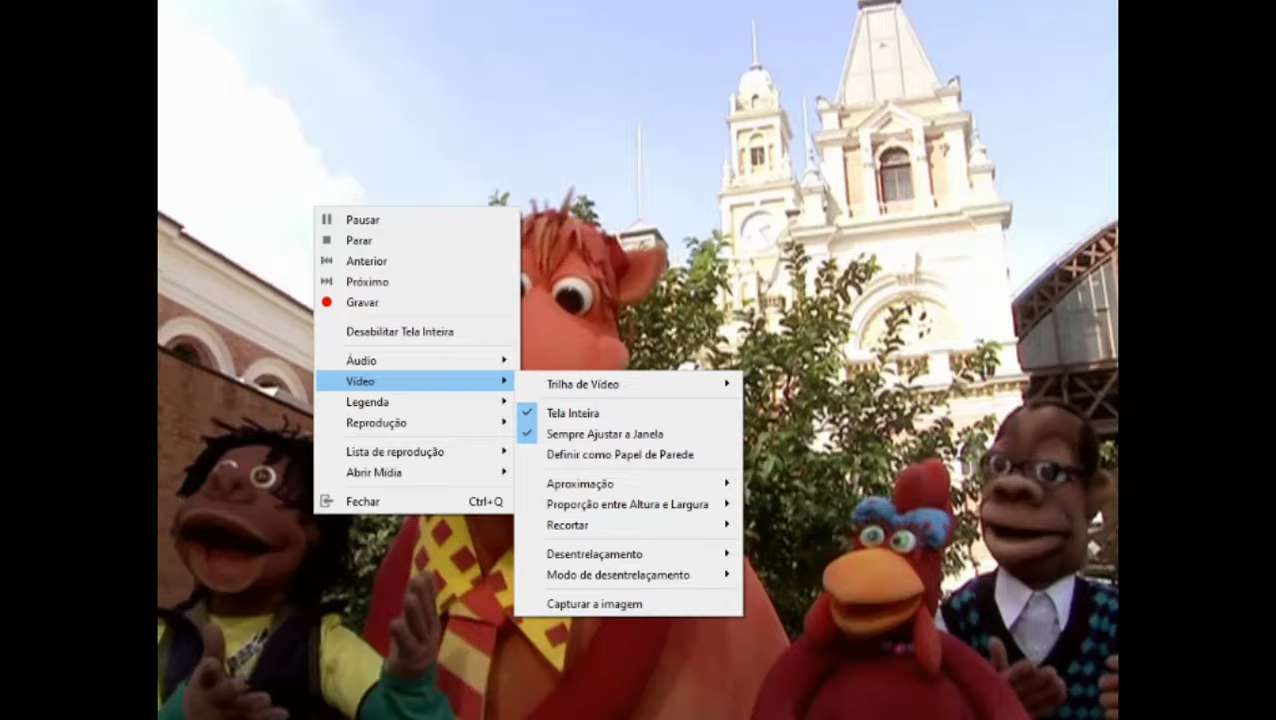 Pausar
Parar
Anterior
Próximo
Gravar
Desabilitar Tela Inteira
Áudio
Vídeo
Legenda
Reprodução
Lista de reprodução
Abrir Mídia
Fechar Ctrl+Q
Trilha de Vídeo
Tela Inteira
Sempre Ajustar a Janela
Definir como Papel de Parede
Aproximação
Proporção entre Altura e Largura
Recortar
Desentrelaçamento
Modo de desentrelaçamento
Capturar a imagem